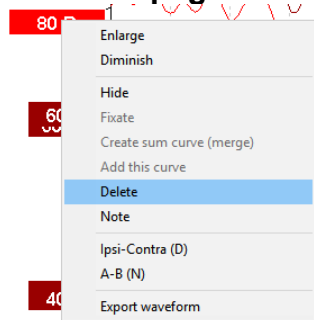 80
Enlarge
Diminish
Hide
Fixate
Create sum curve (merge)
Add this curve
Delete
Note
Ipsi-Contra (D)
A-B (N)
Export waveform
60
40